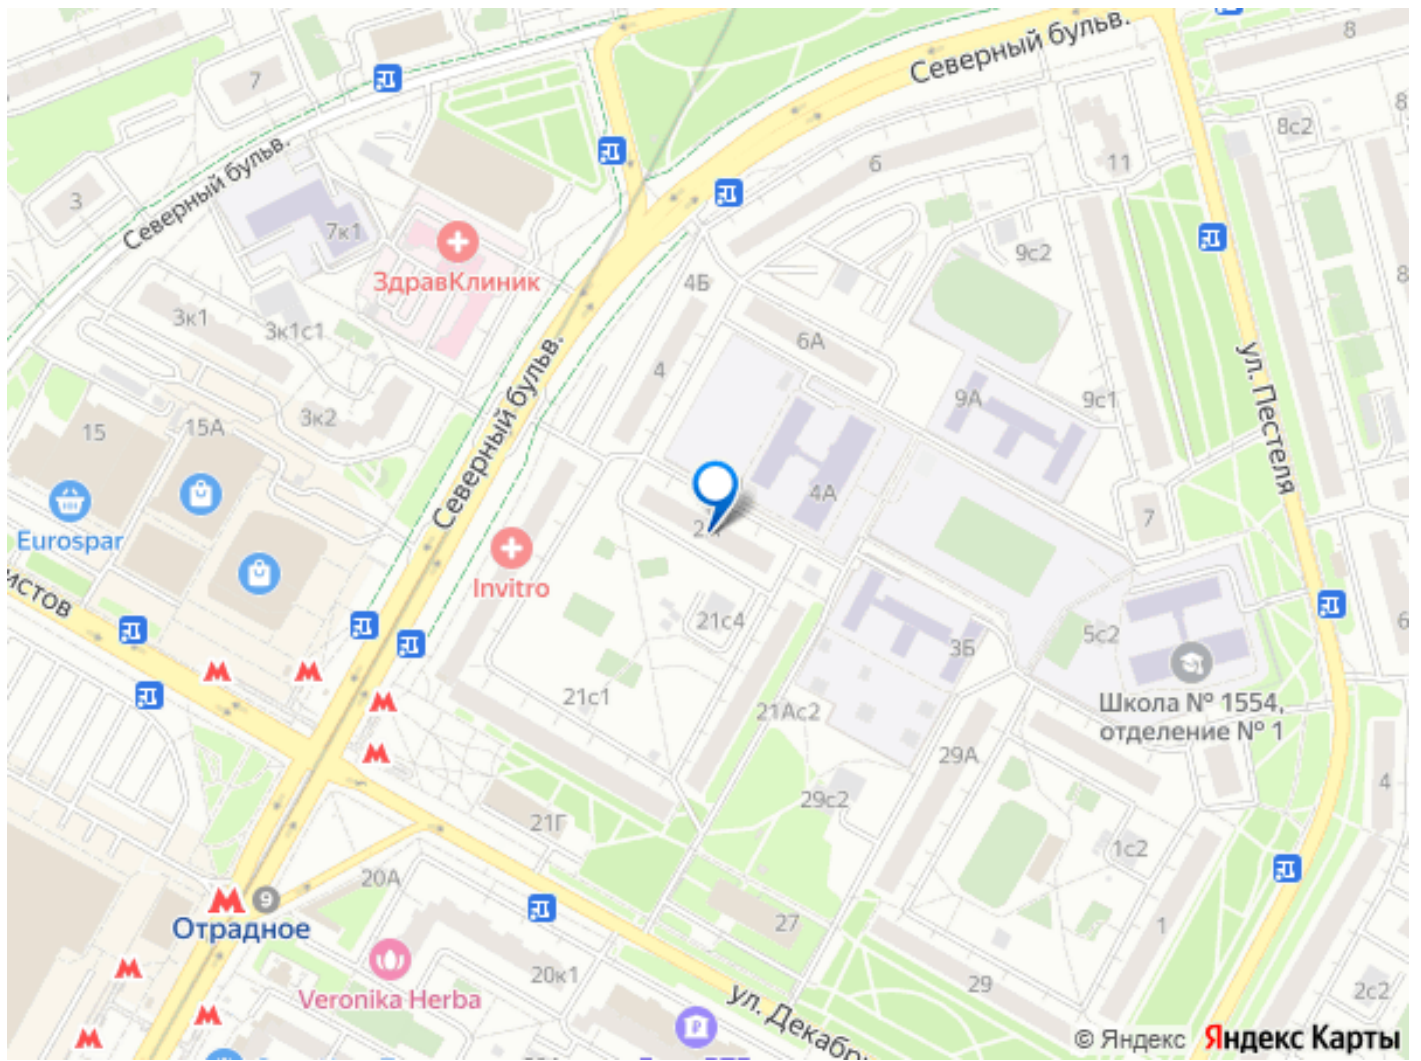 Северный бульв.
8
7
8
8с2
11
6
3
Северный бульв.
7к1
9с2
ЗдравКлиник
4Б
3к1
3к1с1
6А
4
ул. Пестеля
9А
9с1
3к2
15
15А
Северный бульв.
4А
7
Eurospar
Invitro
21с4
5с2
3Б
6
21с1
21Ас2
Школа № 1554,
отделение № 1
29А
4
29с2
21Г
1с2
20А
9
Отрадное
27
1
20к1
29
2с2
Veronika Herba
ул. Декабр
© Яндекс Яндекс Карты